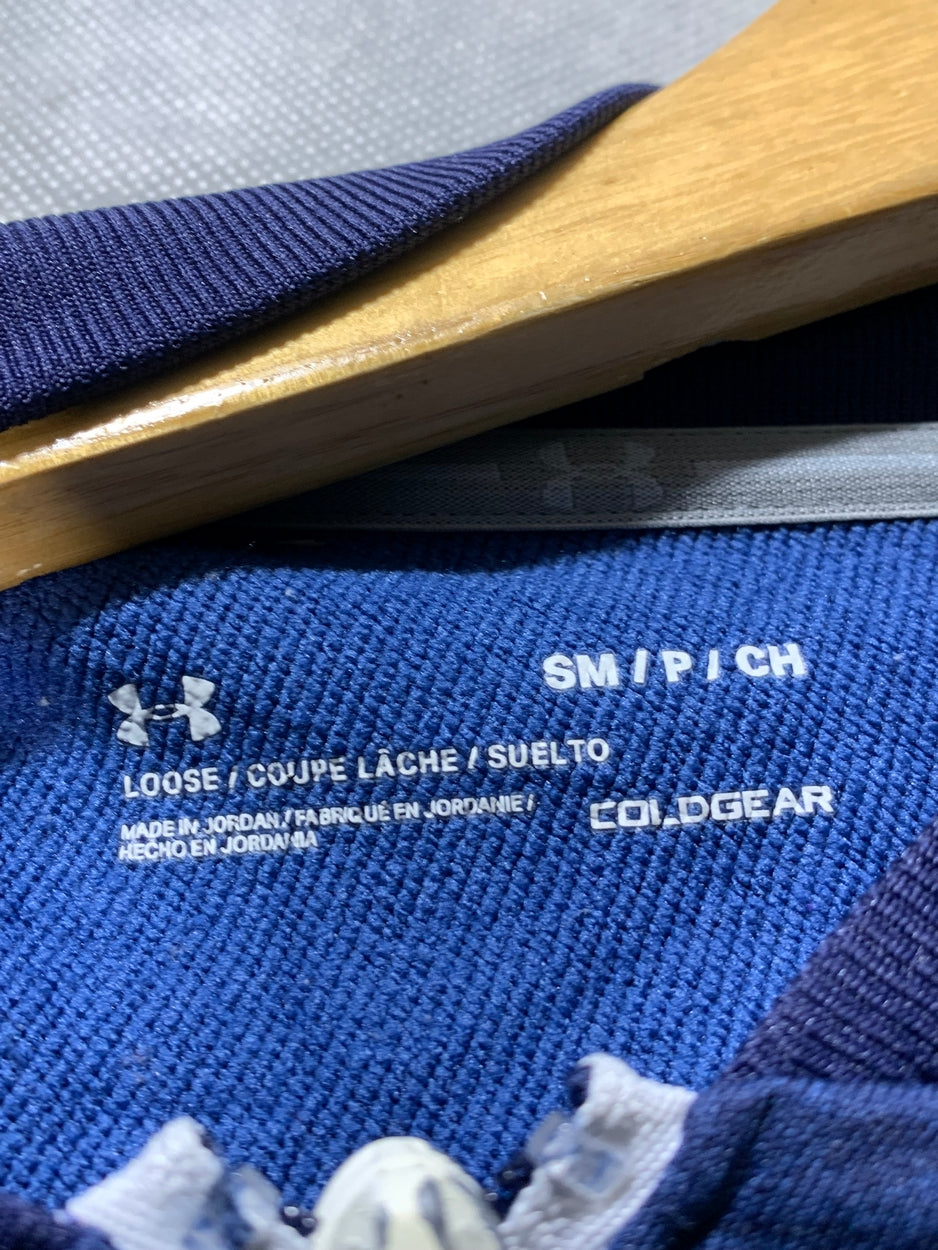 SM / P / CH
LOOSE / COUPE LÂCHE / SUELTO
MADE IN JORDAN / FABRIQUÉ EN JORDANIE /
HECHO EN JORDANIA
COLDGEAR